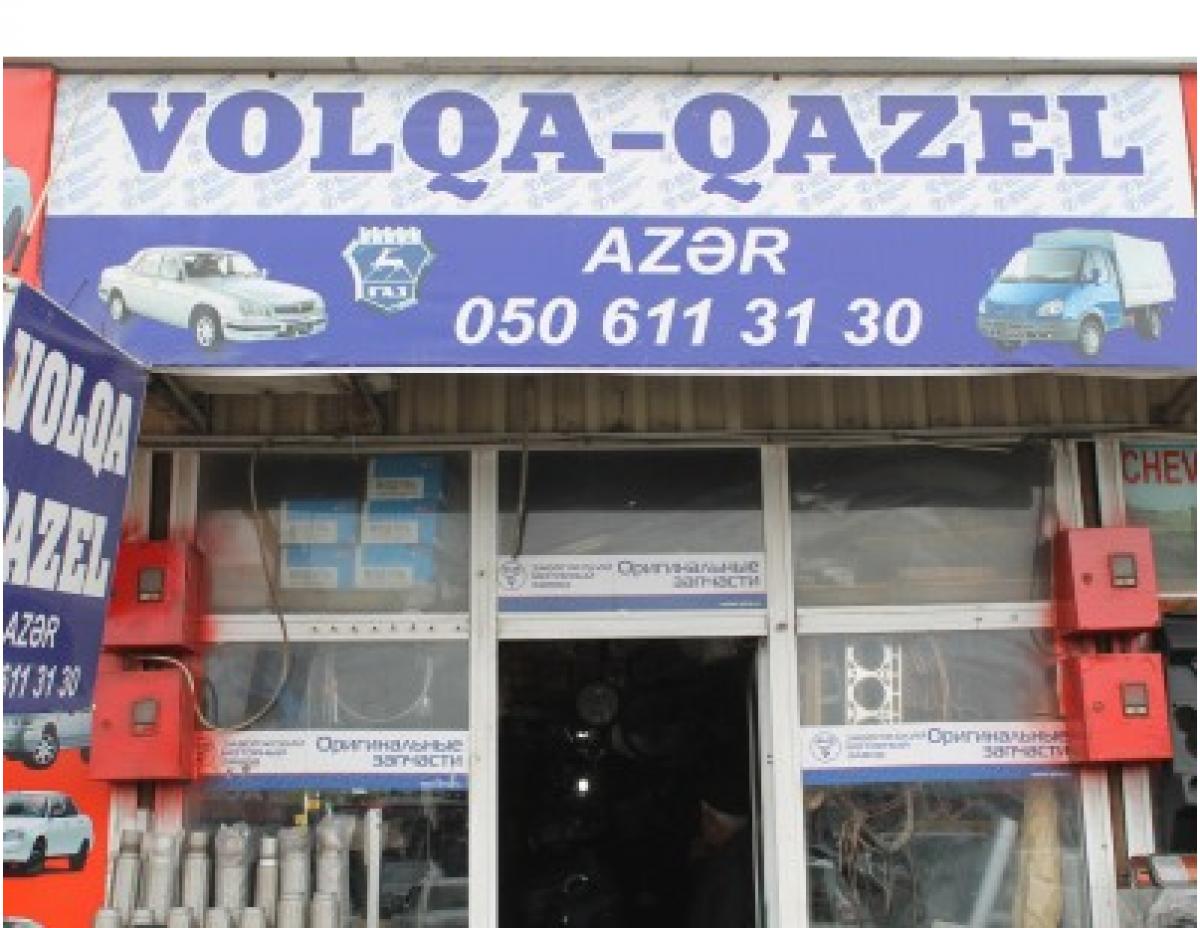 VOLQA-QAZEL
AZƏR
ГАЗ
050 611 31 30
VOLQA
QAZEL
AZƏR
611 31 30
CHEV
Оригинальные
запчасти
Оригинальные
запчасти
Оригинальные
запчасти